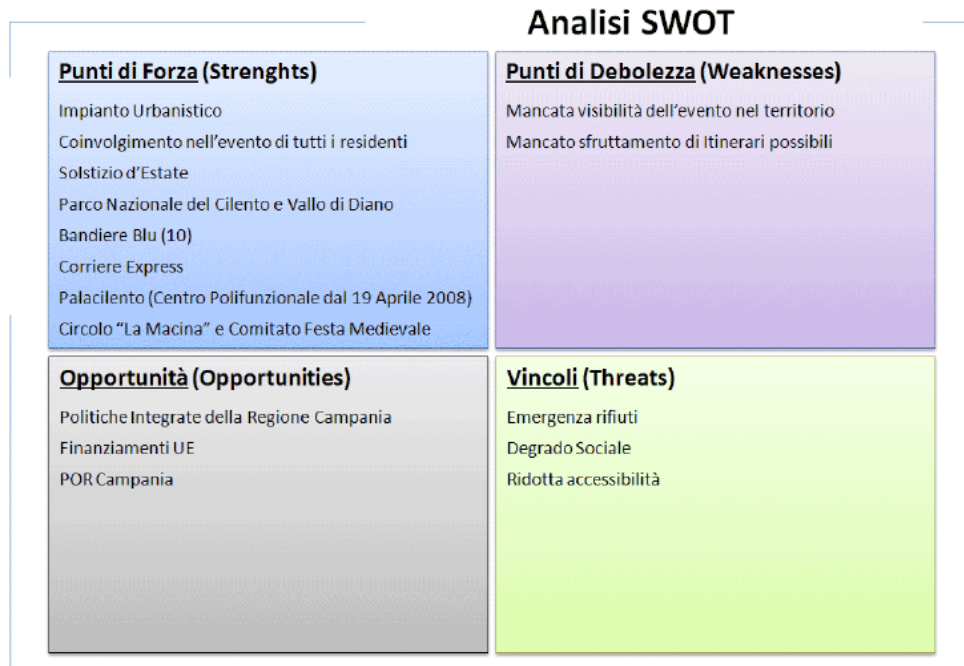 Analisi SWOT
Punti di Forza (Strenghts)
Impianto Urbanistico
Coinvolgimento nell'evento di tutti i residenti
Solstizio d'Estate
Parco Nazionale del Cilento e Vallo di Diano
Bandiere Blu (10)
Corriere Express
Palacilento (Centro Polifunzionale dal 19 Aprile 2008)
Circolo "La Macina" e Comitato Festa Medievale
Punti di Debolezza (Weaknesses)
Mancata visibilità dell'evento nel territorio
Mancato sfruttamento di Itinerari possibili
Opportunità (Opportunities)
Politiche Integrate della Regione Campania
Finanziamenti UE
POR Campania
Vincoli (Threats)
Emergenza rifiuti
Degrado Sociale
Ridotta accessibilità